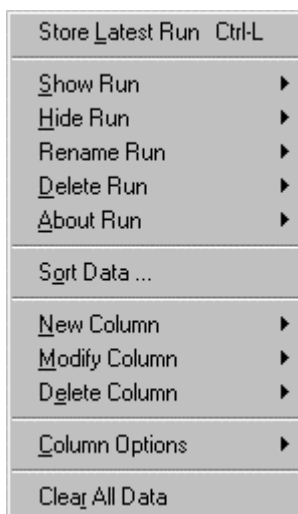 Store Latest Run Ctrl-L
Show Run
Hide Run
Rename Run
Delete Run
About Run
Sort Data ...
New Column
Modify Column
Delete Column
Column Options
Clear All Data